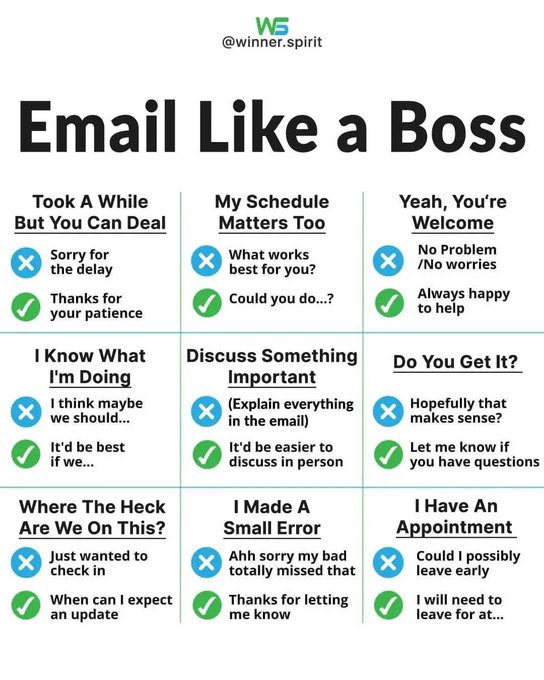 WS
@winner.spirit
Email Like a Boss
Took A While
But You Can Deal
Sorry for
the delay
Thanks for
your patience
My Schedule
Matters Too
What works
best for you?
Could you do...?
Yeah, You're
Welcome
No Problem
/No worries
Always happy
to help
I Know What
I'm Doing
I think maybe
we should...
It'd be best
if we...
Discuss Something
Important
(Explain everything
in the email)
It'd be easier to
discuss in person
Do You Get It?
Hopefully that
makes sense?
Let me know if
you have questions
Where The Heck
Are We On This?
Just wanted to
check in
When can I expect
an update
I Made A
Small Error
Ahh sorry my bad
totally missed that
Thanks for letting
me know
I Have An
Appointment
Could I possibly
leave early
I will need to
leave for at...